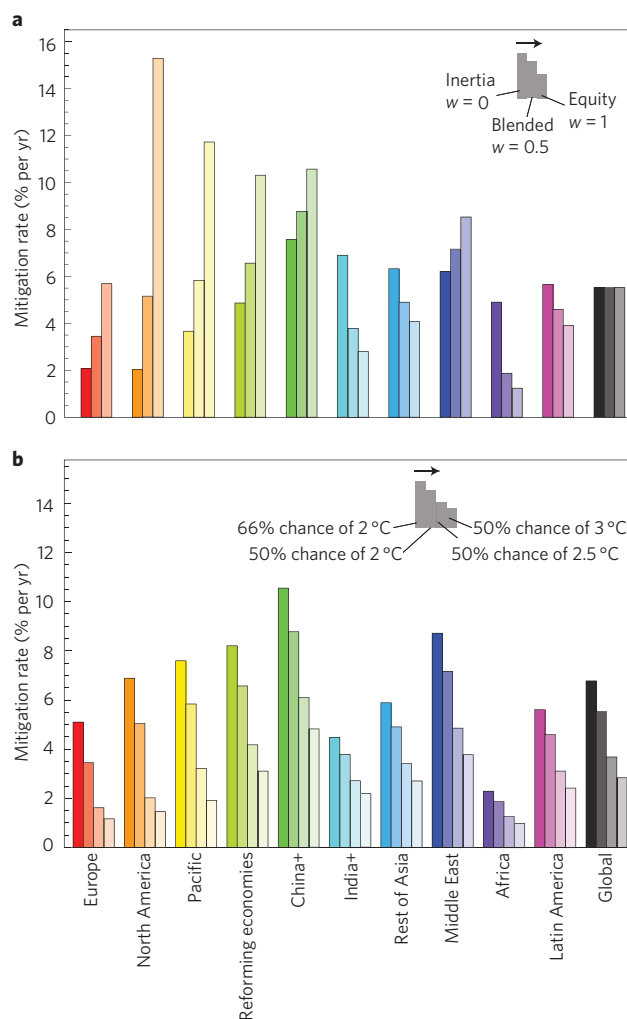 a
16
14
12
10
8
6
4
2
0
Mitigation rate (% per yr)
Inertia
w = 0
Blended
w = 0.5
Equity
w = 1
b
14
12
10
8
6
4
2
0
Mitigation rate (% per yr)
66% chance of 2 °C
50% chance of 2 °C
50% chance of 3 °C
50% chance of 2.5 °C
Europe
North America
Pacific
Reforming economies
China+
India+
Rest of Asia
Middle East
Africa
Latin America
Global